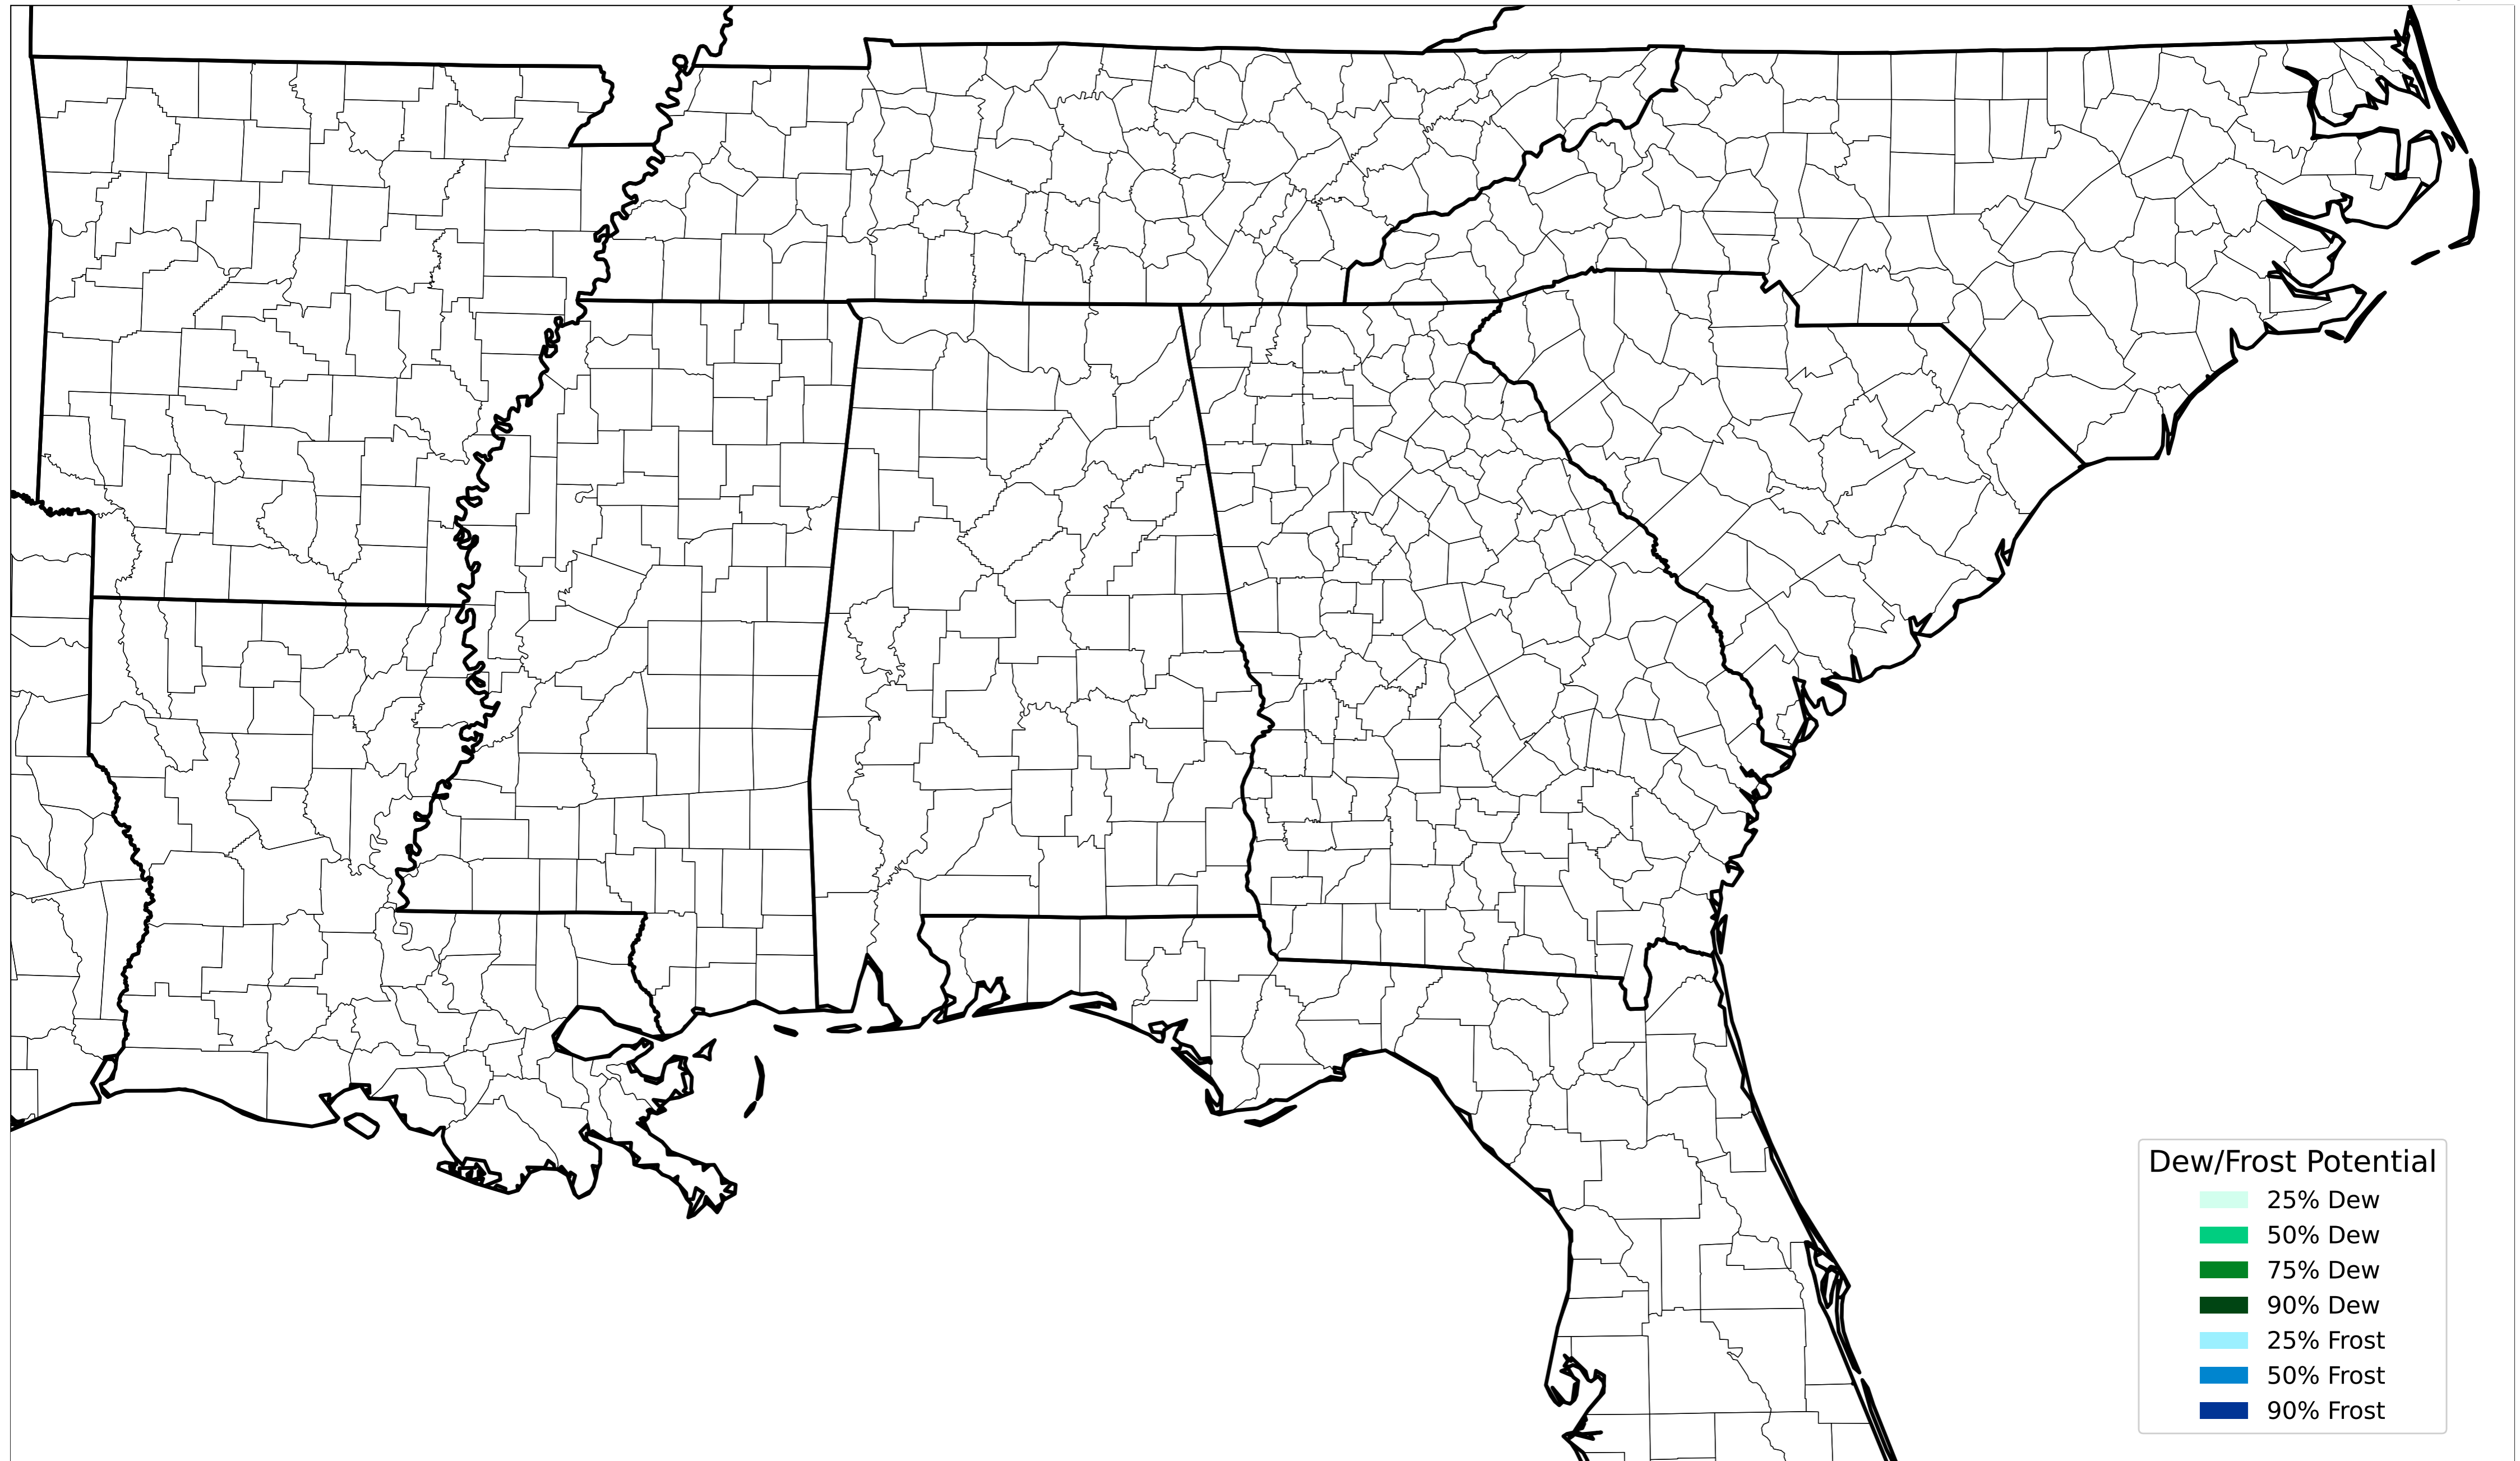 Dew/Frost Potential
25% Dew
50% Dew
75% Dew
90% Dew
25% Frost
50% Frost
90% Frost